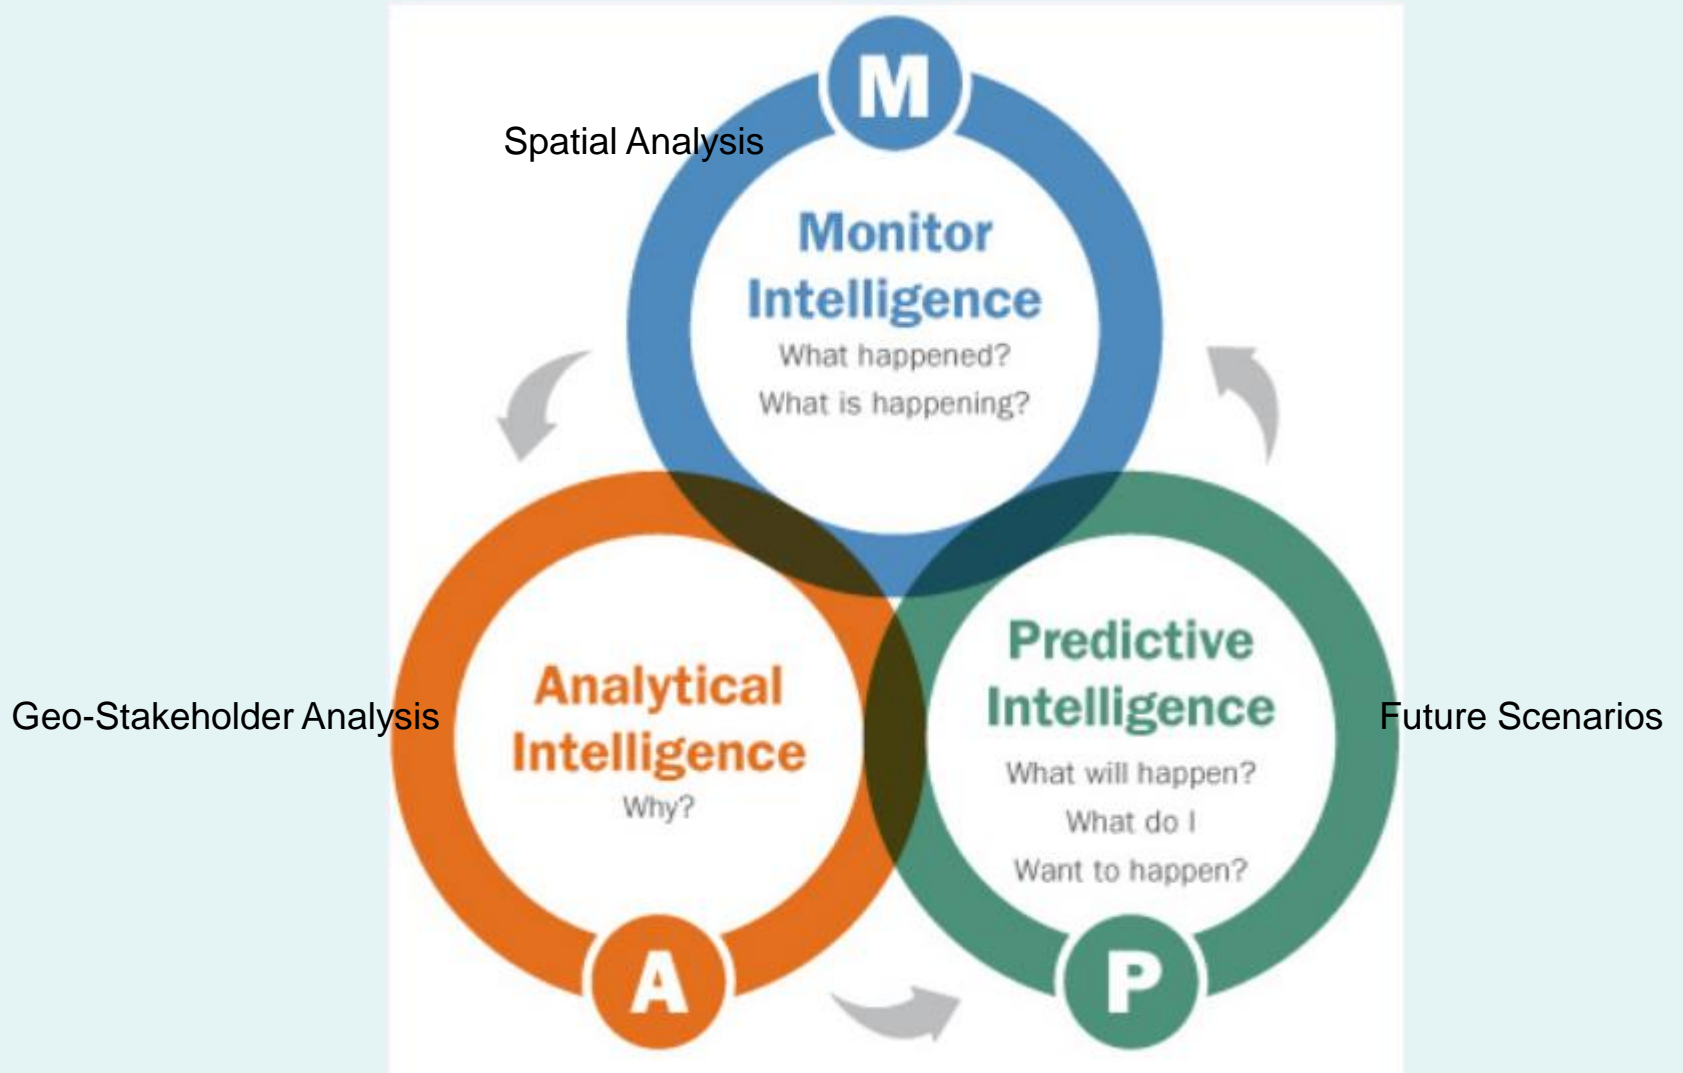 M
Spatial Analysis
Monitor
Intelligence
What happened?
What is happening?
Analytical
Intelligence
Why?
Geo-Stakeholder Analysis
A
Predictive
Intelligence
What will happen?
What do I
Want to happen?
Future Scenarios
P